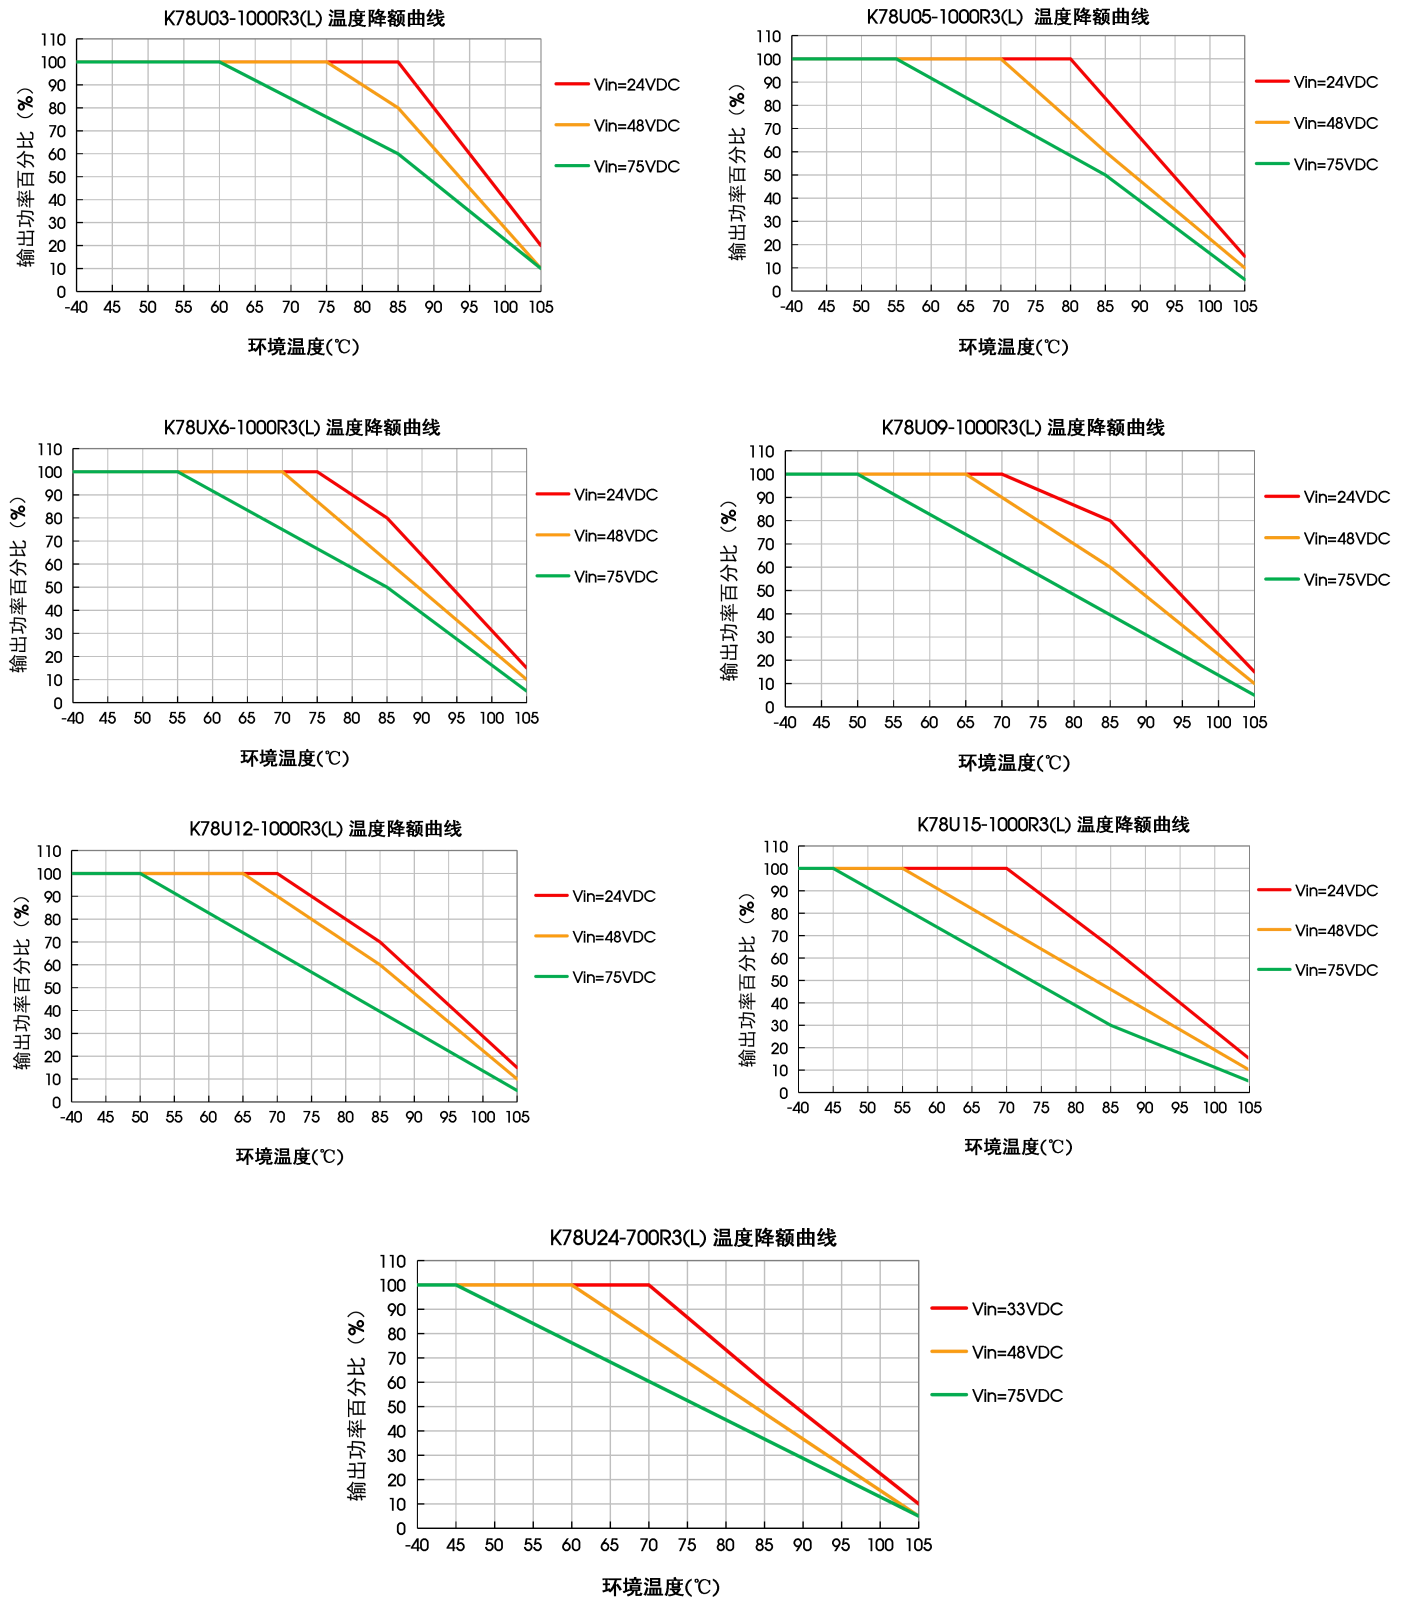 K78U03-1000R3(L) 温度降额曲线
110
100
90
80
70
60
50
40
30
20
10
0
-40 45 50 55 60 65 70 75 80 85 90 95 100 105
输出功率百分比（%）
环境温度(℃)
Vin=24VDC
Vin=48VDC
Vin=75VDC
K78U05-1000R3(L) 温度降额曲线
110
100
90
80
70
60
50
40
30
20
10
0
-40 45 50 55 60 65 70 75 80 85 90 95 100 105
输出功率百分比（%）
环境温度(℃)
Vin=24VDC
Vin=48VDC
Vin=75VDC
K78UX6-1000R3(L) 温度降额曲线
110
100
90
80
70
60
50
40
30
20
10
0
-40 45 50 55 60 65 70 75 80 85 90 95 100 105
输出功率百分比（%）
环境温度(℃)
Vin=24VDC
Vin=48VDC
Vin=75VDC
K78U09-1000R3(L) 温度降额曲线
110
100
90
80
70
60
50
40
30
20
10
0
-40 45 50 55 60 65 70 75 80 85 90 95 100 105
输出功率百分比（%）
环境温度(℃)
Vin=24VDC
Vin=48VDC
Vin=75VDC
K78U12-1000R3(L) 温度降额曲线
110
100
90
80
70
60
50
40
30
20
10
0
-40 45 50 55 60 65 70 75 80 85 90 95 100 105
输出功率百分比（%）
环境温度(℃)
Vin=24VDC
Vin=48VDC
Vin=75VDC
K78U15-1000R3(L) 温度降额曲线
110
100
90
80
70
60
50
40
30
20
10
0
-40 45 50 55 60 65 70 75 80 85 90 95 100 105
输出功率百分比（%）
环境温度(℃)
Vin=24VDC
Vin=48VDC
Vin=75VDC
K78U24-700R3(L) 温度降额曲线
110
100
90
80
70
60
50
40
30
20
10
0
-40 45 50 55 60 65 70 75 80 85 90 95 100 105
输出功率百分比（%）
环境温度(℃)
Vin=33VDC
Vin=48VDC
Vin=75VDC